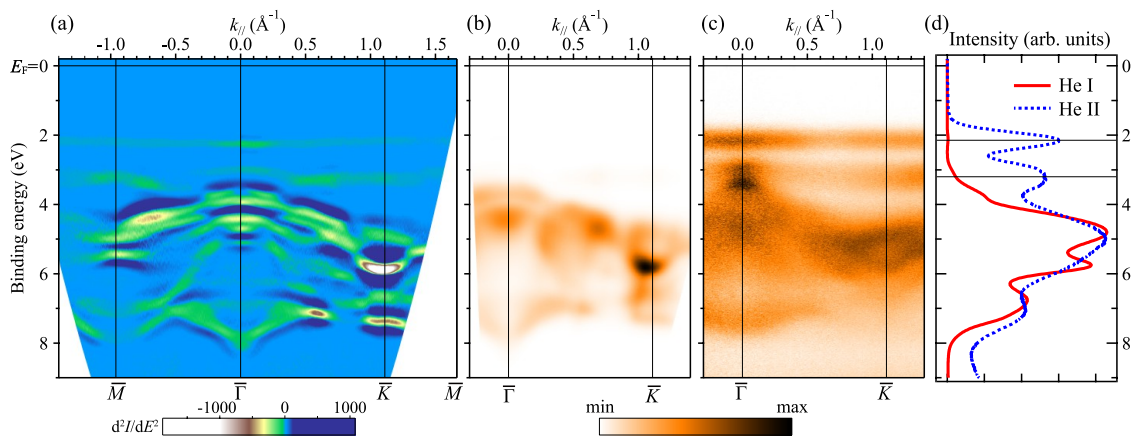 (a)
k// (Å⁻¹)
-1.0 -0.5 0.0 0.5 1.0 1.5
Binding energy (eV)
EF=0
2
4
6
8
M̅ Γ̅ K̅ M̅
-1000 0 1000
d²I/dE²
(b)
k// (Å⁻¹)
0.0 0.5 1.0
Γ̅ K̅
(c)
k// (Å⁻¹)
0.0 0.5 1.0
Γ̅ K̅
min max
(d)
Intensity (arb. units)
He I
He II
0
2
4
6
8